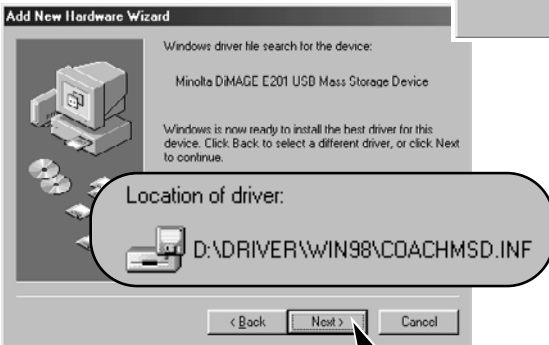 Add New Hardware Wizard
Windows driver file search for the device:
Minolta DiMAGE E201 USB Mass Storage Device
Windows is now ready to install the best driver for this
device. Click Back to select a different driver, or click Next
to continue.
Location of driver:
D:\DRIVER\WIN98\COACHMSD.INF
< Back
Next >
Cancel